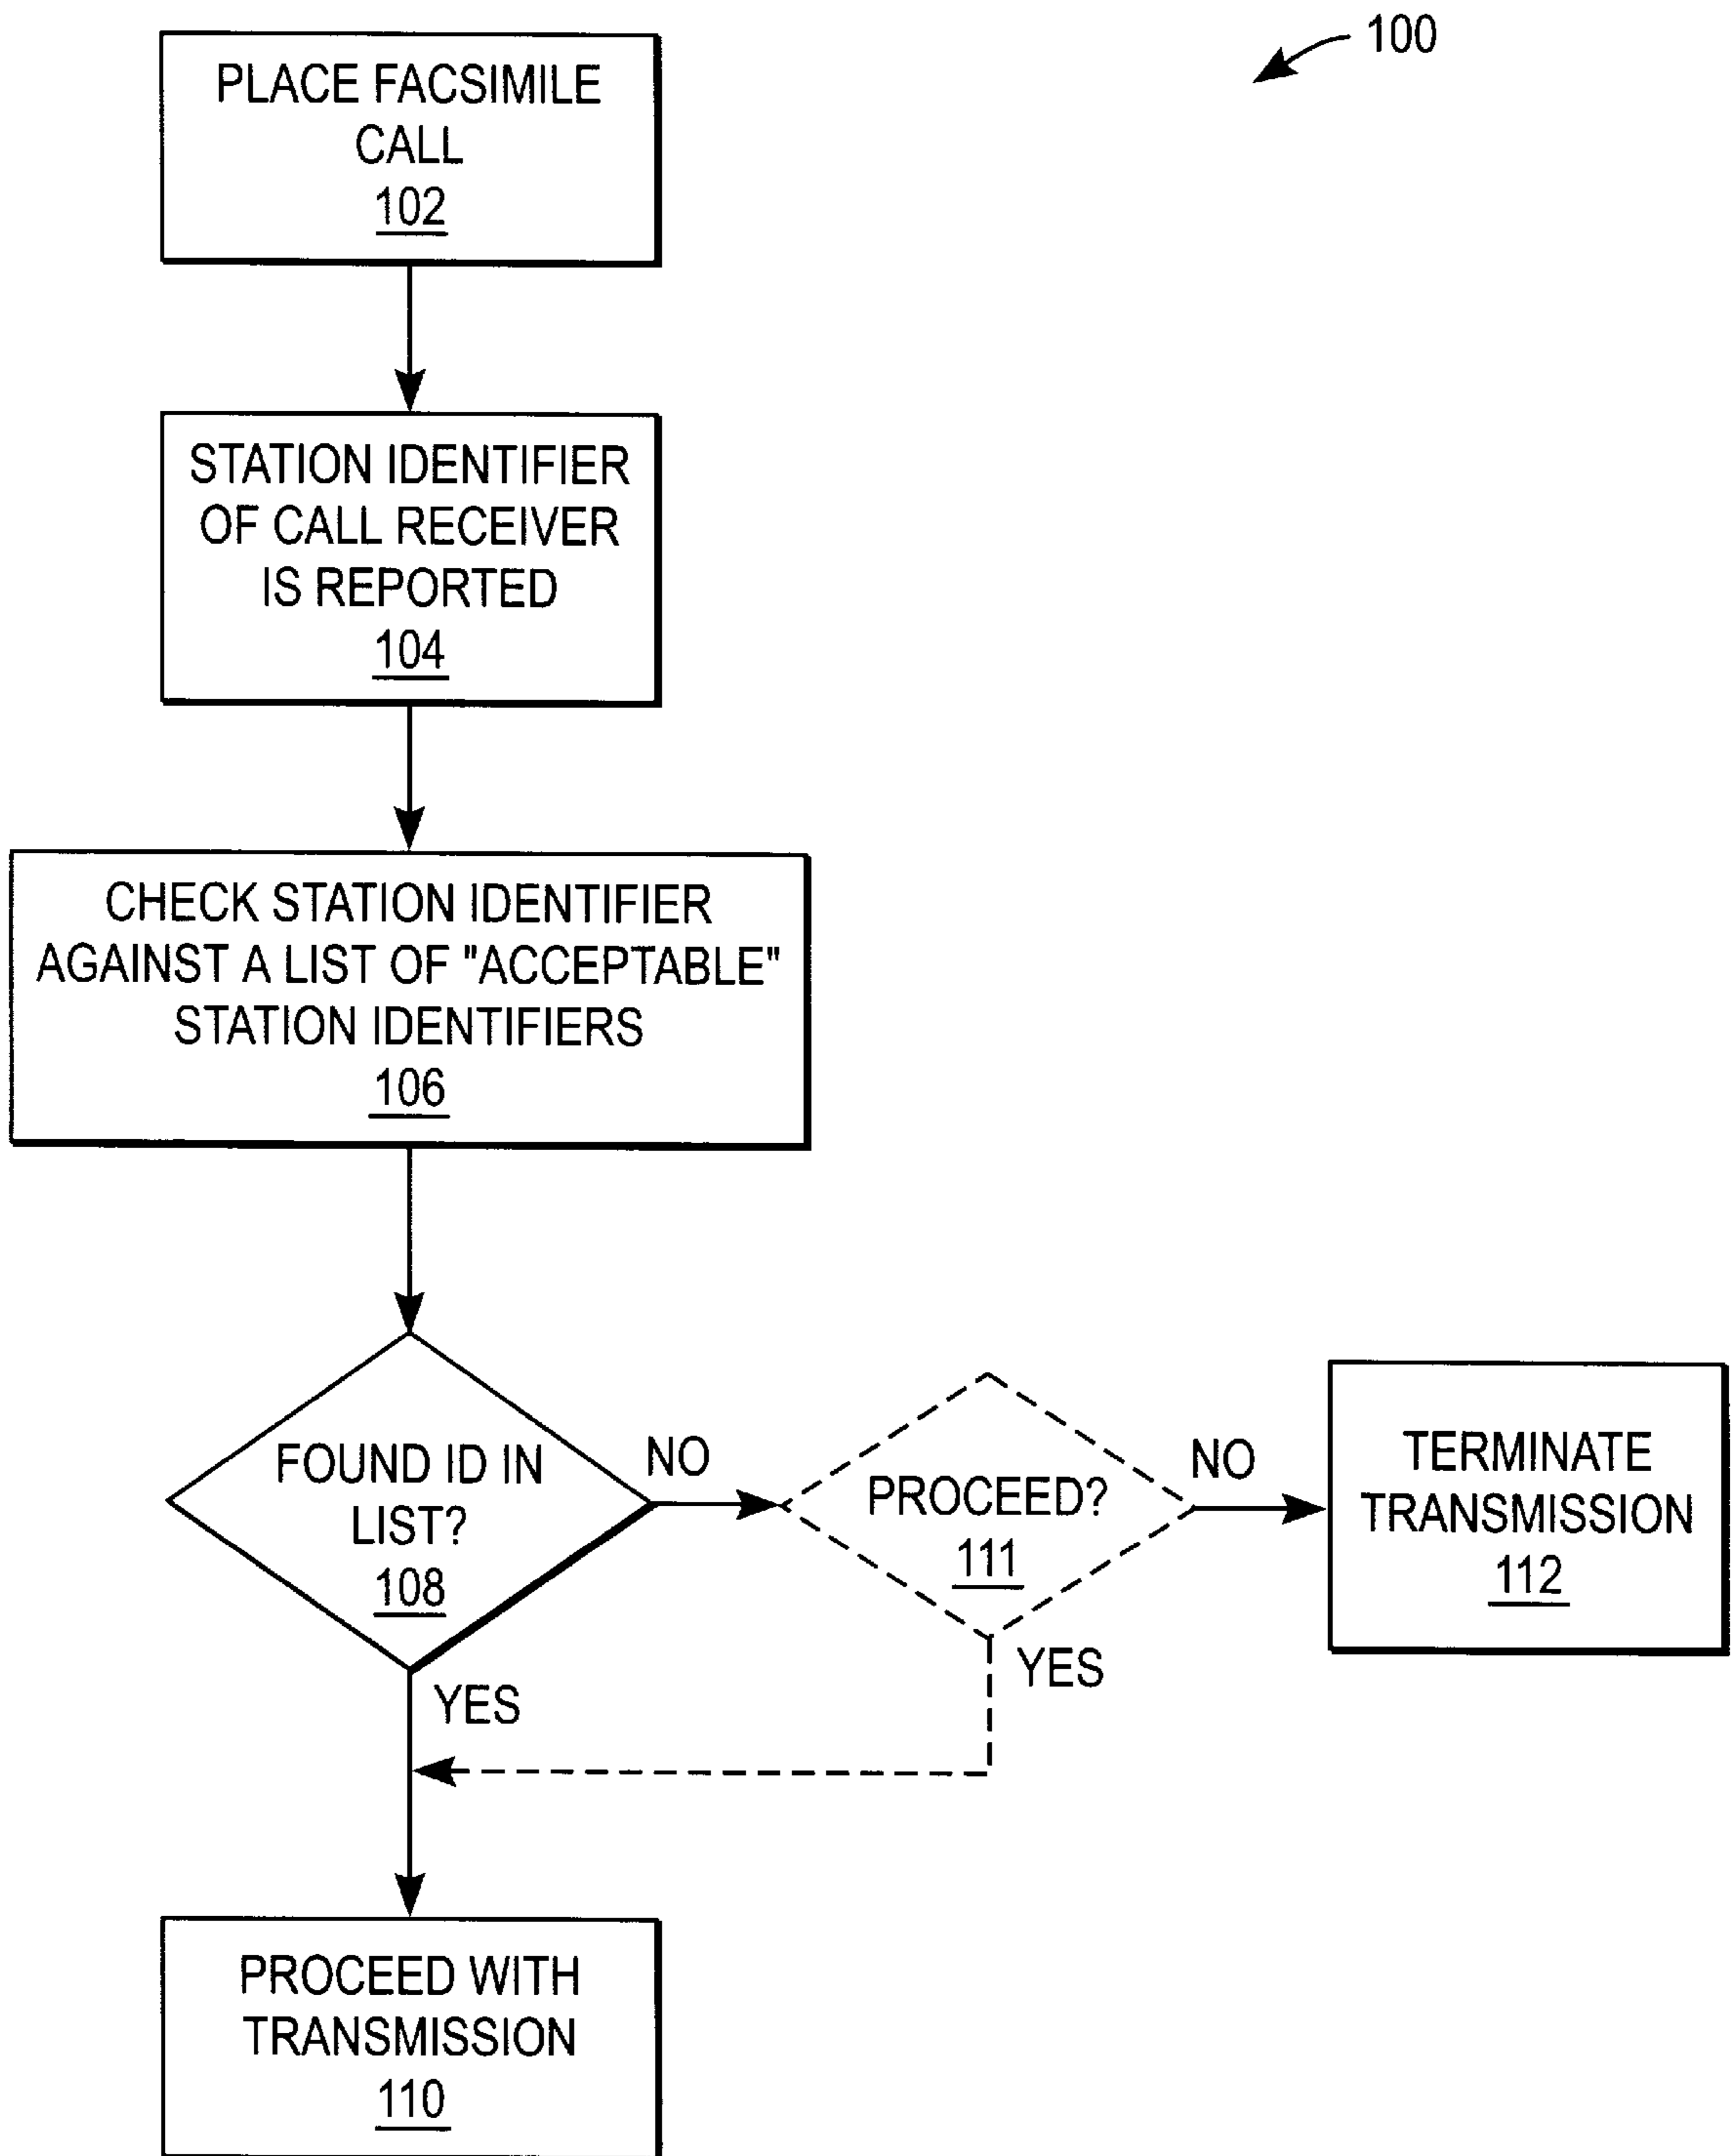 100
PLACE FACSIMILE
CALL
102
STATION IDENTIFIER
OF CALL RECEIVER
IS REPORTED
104
CHECK STATION IDENTIFIER
AGAINST A LIST OF "ACCEPTABLE"
STATION IDENTIFIERS
106
FOUND ID IN
LIST?
108
NO
YES
PROCEED?
111
NO
YES
TERMINATE
TRANSMISSION
112
PROCEED WITH
TRANSMISSION
110